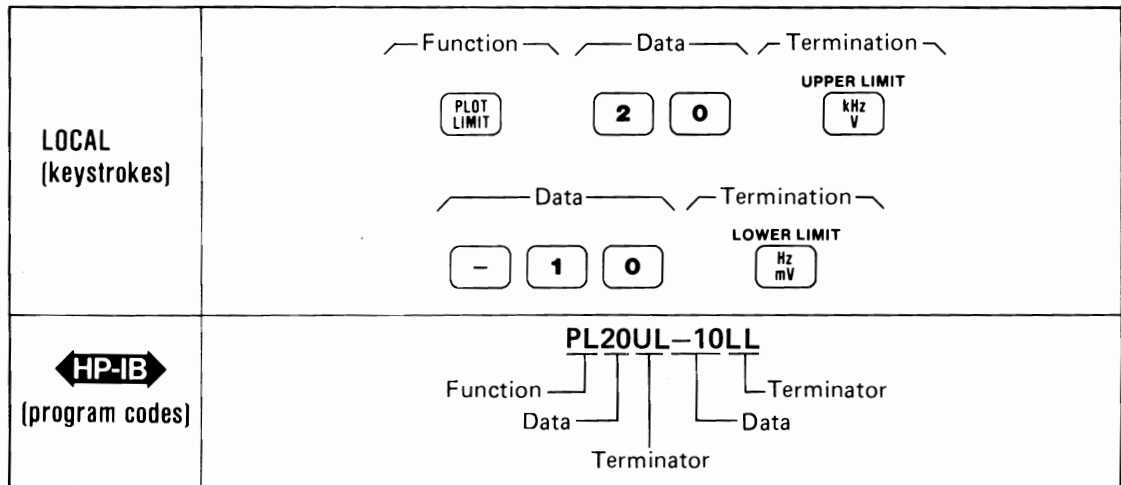 LOCAL
(keystrokes)
Function Data Termination
UPPER LIMIT
PLOT
LIMIT
2 0
kHz
V
Data Termination
LOWER LIMIT
– 1 0
Hz
mV
HP-IB
(program codes)
PL20UL–10LL
Function
Terminator
Data
Data
Terminator